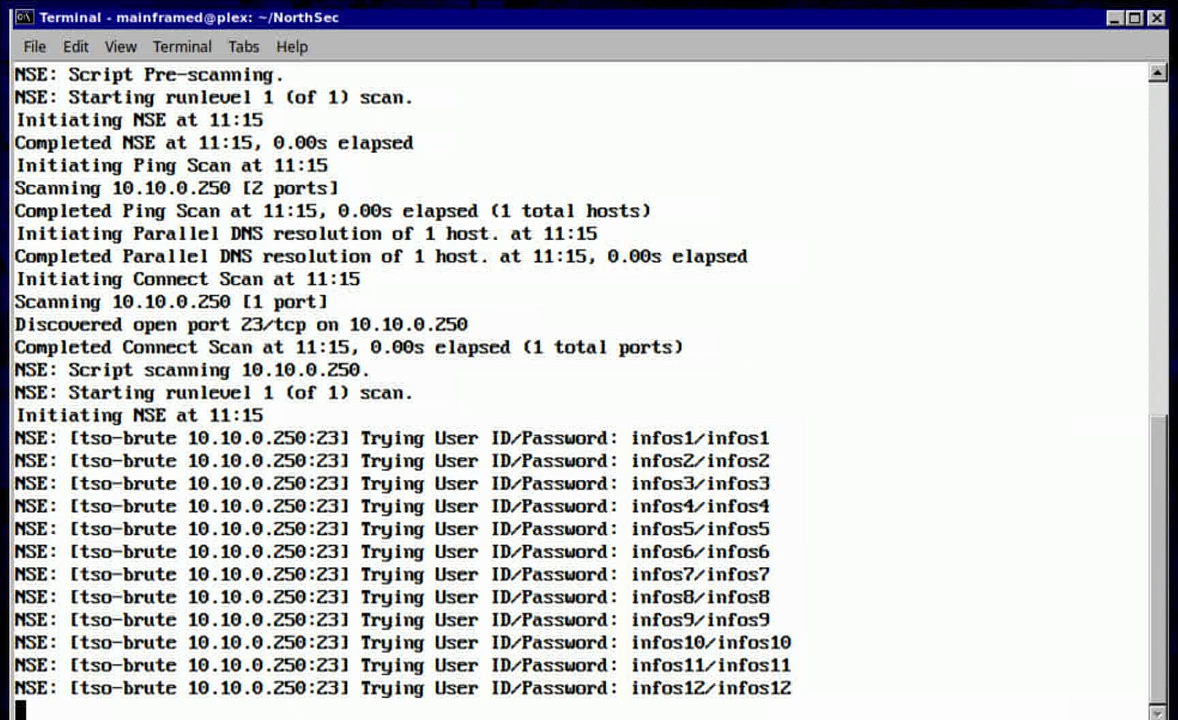 Terminal - mainframed@plex: ~/NorthSec
File Edit View Terminal Tabs Help
NSE: Script Pre-scanning.
NSE: Starting runlevel 1 (of 1) scan.
Initiating NSE at 11:15
Completed NSE at 11:15, 0.00s elapsed
Initiating Ping Scan at 11:15
Scanning 10.10.0.250 [2 ports]
Completed Ping Scan at 11:15, 0.00s elapsed (1 total hosts)
Initiating Parallel DNS resolution of 1 host. at 11:15
Completed Parallel DNS resolution of 1 host. at 11:15, 0.00s elapsed
Initiating Connect Scan at 11:15
Scanning 10.10.0.250 [1 port]
Discovered open port 23/tcp on 10.10.0.250
Completed Connect Scan at 11:15, 0.00s elapsed (1 total ports)
NSE: Script scanning 10.10.0.250.
NSE: Starting runlevel 1 (of 1) scan.
Initiating NSE at 11:15
NSE: [tso-brute 10.10.0.250:23] Trying User ID/Password: infos1/infos1
NSE: [tso-brute 10.10.0.250:23] Trying User ID/Password: infos2/infos2
NSE: [tso-brute 10.10.0.250:23] Trying User ID/Password: infos3/infos3
NSE: [tso-brute 10.10.0.250:23] Trying User ID/Password: infos4/infos4
NSE: [tso-brute 10.10.0.250:23] Trying User ID/Password: infos5/infos5
NSE: [tso-brute 10.10.0.250:23] Trying User ID/Password: infos6/infos6
NSE: [tso-brute 10.10.0.250:23] Trying User ID/Password: infos7/infos7
NSE: [tso-brute 10.10.0.250:23] Trying User ID/Password: infos8/infos8
NSE: [tso-brute 10.10.0.250:23] Trying User ID/Password: infos9/infos9
NSE: [tso-brute 10.10.0.250:23] Trying User ID/Password: infos10/infos10
NSE: [tso-brute 10.10.0.250:23] Trying User ID/Password: infos11/infos11
NSE: [tso-brute 10.10.0.250:23] Trying User ID/Password: infos12/infos12